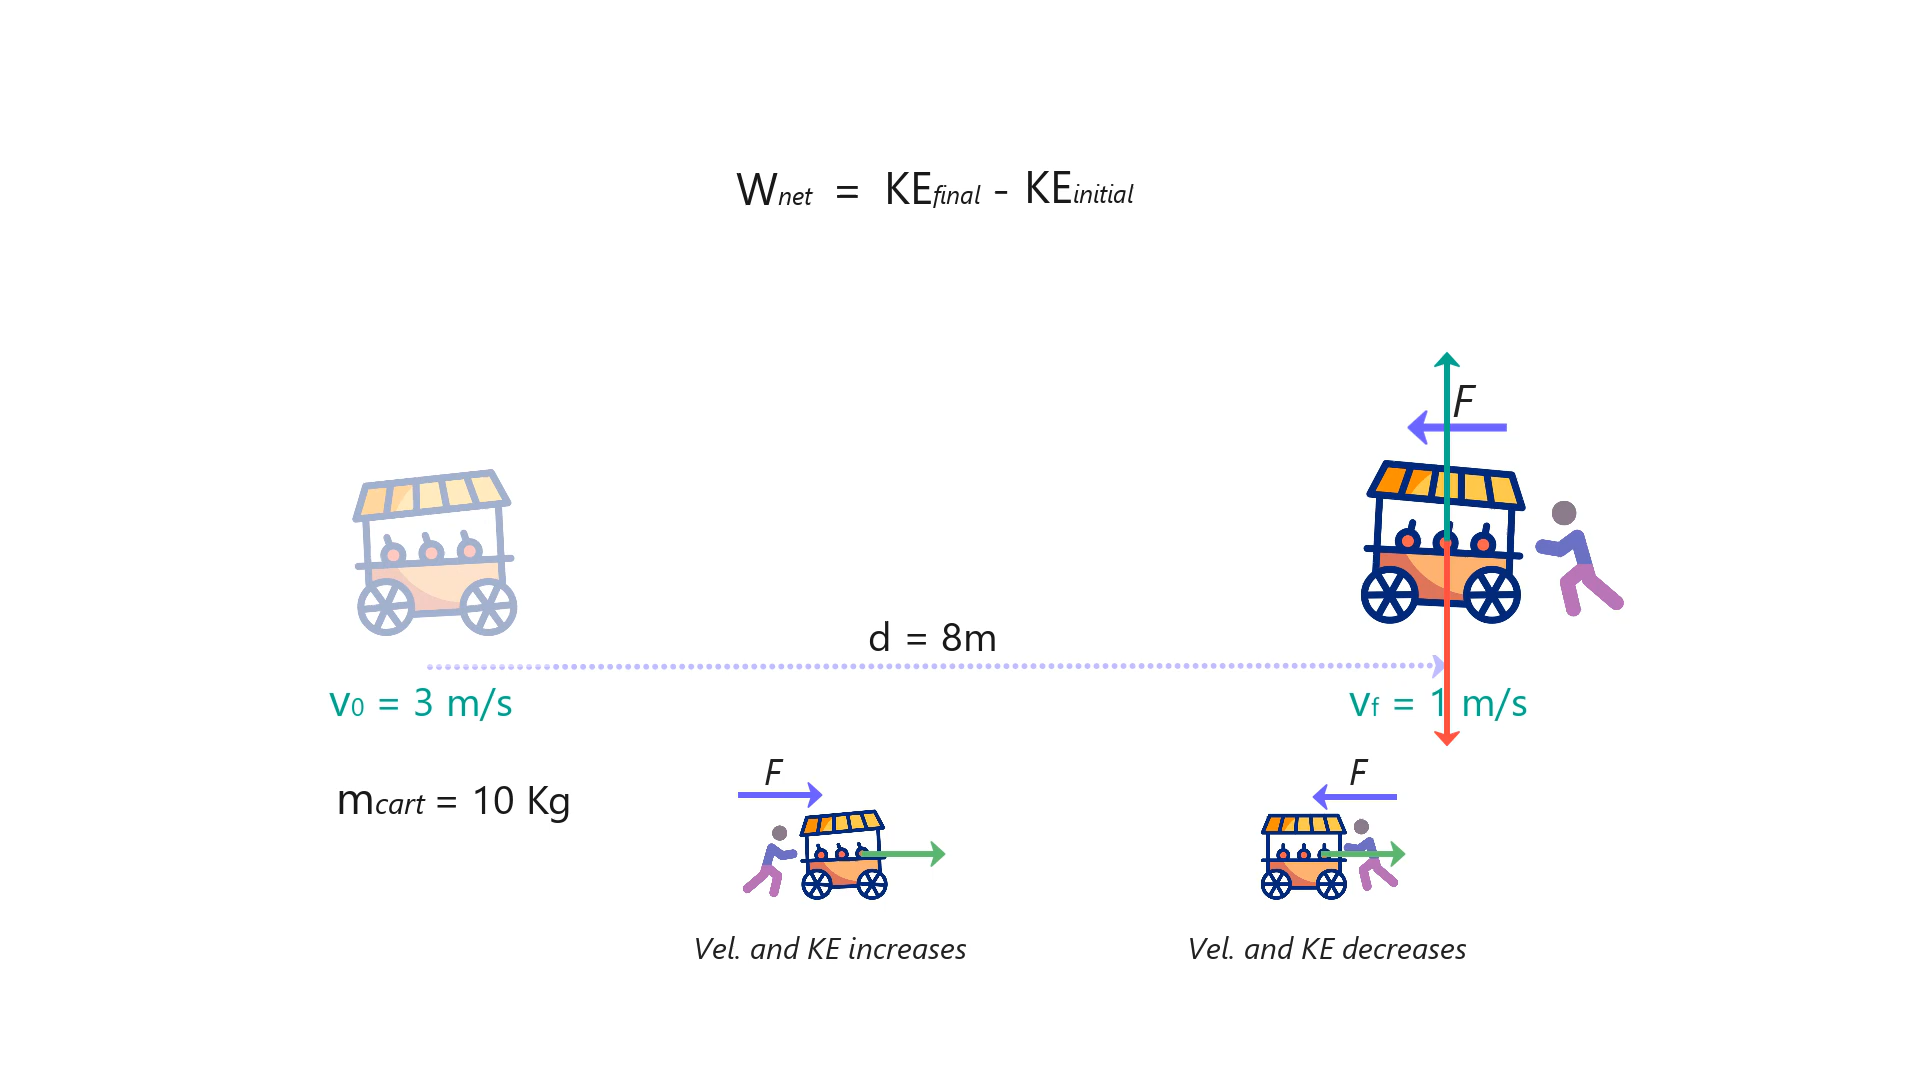 Wnet = KEfinal - KEinitial
F
d = 8m
v0 = 3 m/s
vf = 1 m/s
F
F
mcart = 10 Kg
Vel. and KE increases
Vel. and KE decreases